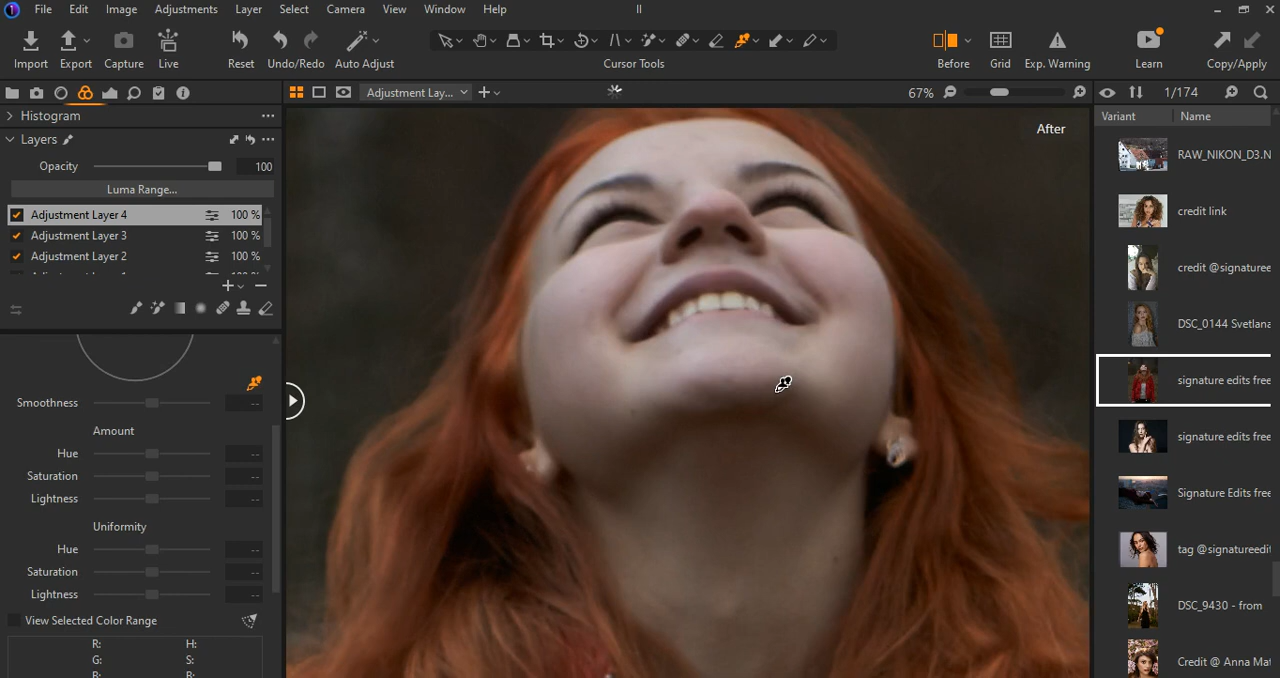 File Edit Image Adjustments Layer Select Camera View Window Help
Import Export Capture Live Reset Undo/Redo Auto Adjust Cursor Tools Before Grid Exp. Warning Learn Copy/Apply
Adjustment Lay... 67% 1/174
Histogram
Layers
Opacity 100
Luma Range...
Adjustment Layer 4 100 %
Adjustment Layer 3 100 %
Adjustment Layer 2 100 %
Smoothness --
Amount
Hue --
Saturation --
Lightness --
Uniformity
Hue --
Saturation --
Lightness --
View Selected Color Range
R: H:
G: S:
After
Variant Name
RAW_NIKON_D3.N
credit link
credit @signaturee
DSC_0144 Svetlana
signature edits free
signature edits free
Signature Edits free
tag @signatureedit
DSC_9430 - from
Credit @ Anna Mat